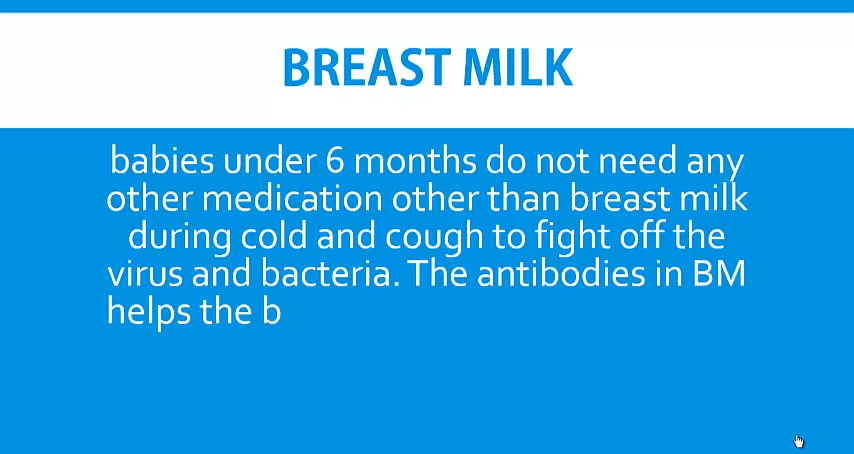 BREAST MILK
babies under 6 months do not need any
other medication other than breast milk
during cold and cough to fight off the
virus and bacteria. The antibodies in BM
helps the b